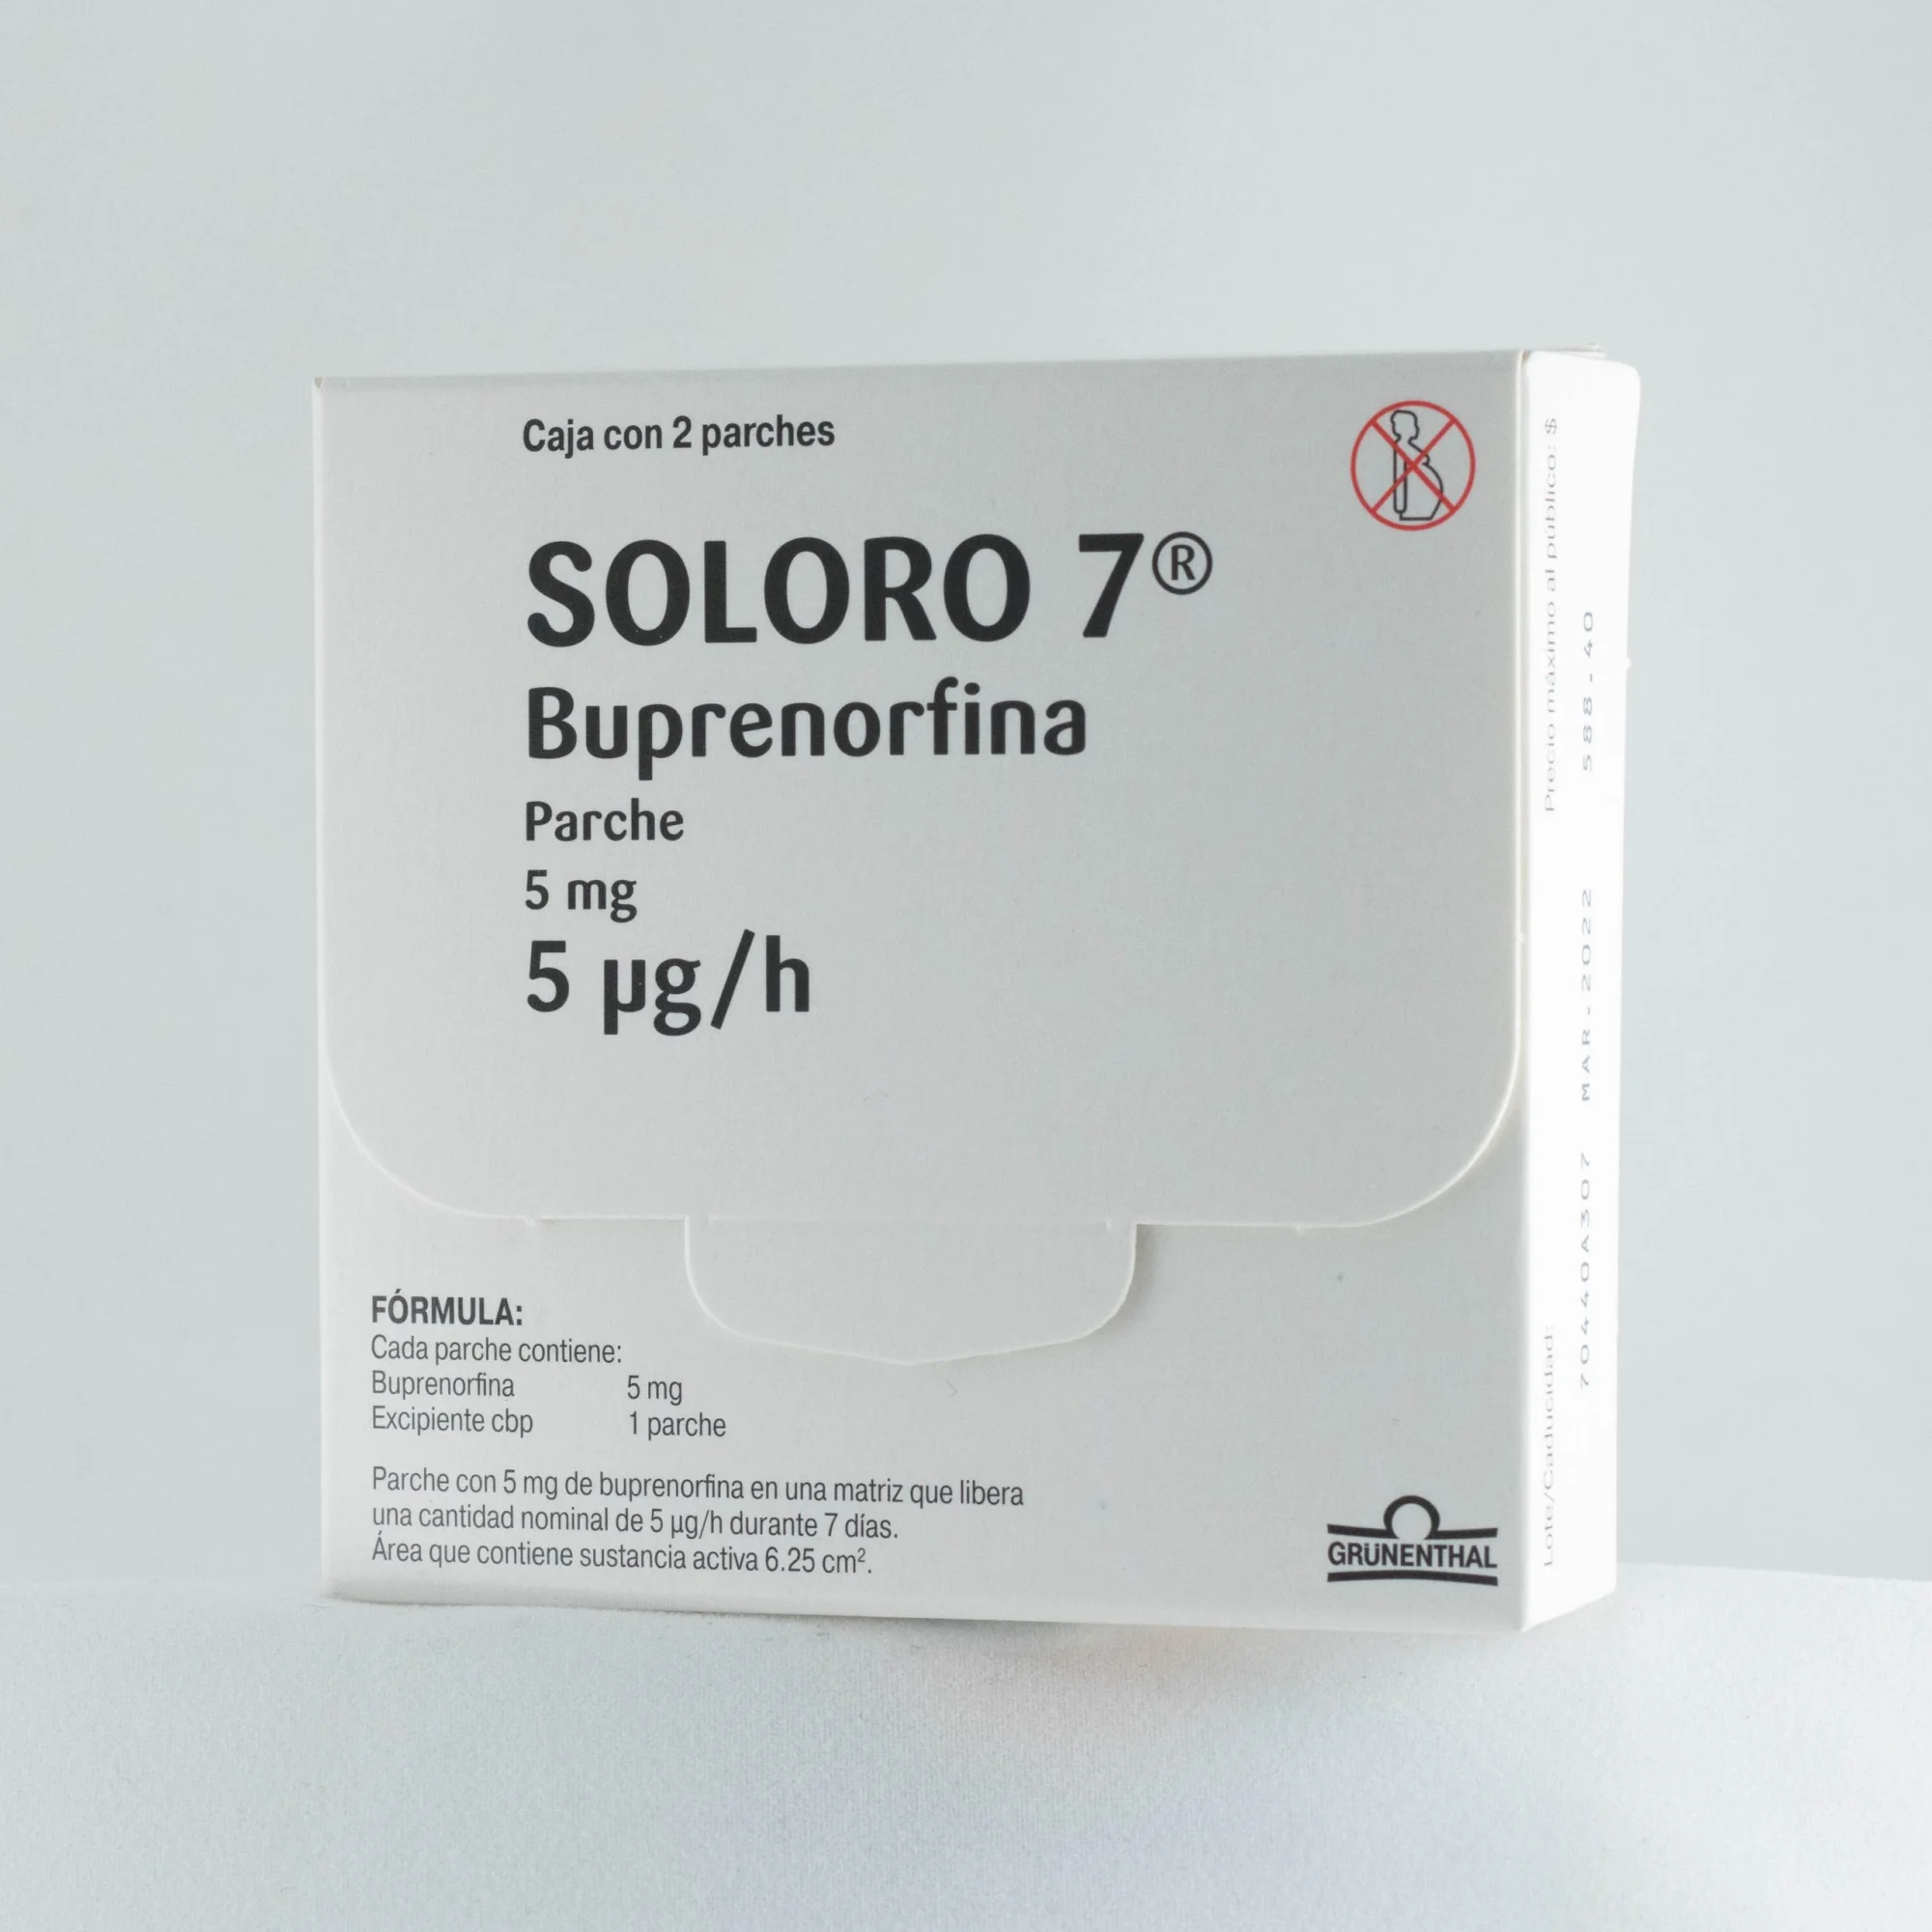 Caja con 2 parches
SOLORO 7®
Buprenorfina
Parche
5 mg
5 µg/h
FÓRMULA:
Cada parche contiene:
Buprenorfina 5 mg
Excipiente cbp 1 parche
Parche con 5 mg de buprenorfina en una matriz que libera
una cantidad nominal de 5 µg/h durante 7 días.
Área que contiene sustancia activa 6.25 cm².
GRÜNENTHAL
Lote/Caducidad: Precio máximo al público: $
70440A307 MAR-2022 588.40